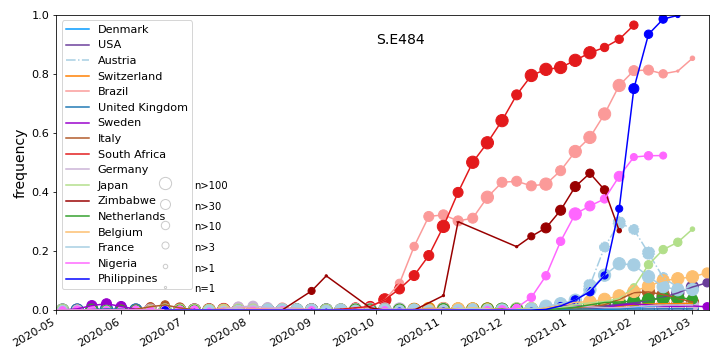 S.E484
frequency
1.0
0.8
0.6
0.4
0.2
0.0
Denmark
USA
Austria
Switzerland
Brazil
United Kingdom
Sweden
Italy
South Africa
Germany
Japan
Zimbabwe
Netherlands
Belgium
France
Nigeria
Philippines
n>100
n>30
n>10
n>3
n>1
n=1
2020-05
2020-06
2020-07
2020-08
2020-09
2020-10
2020-11
2020-12
2021-01
2021-02
2021-03